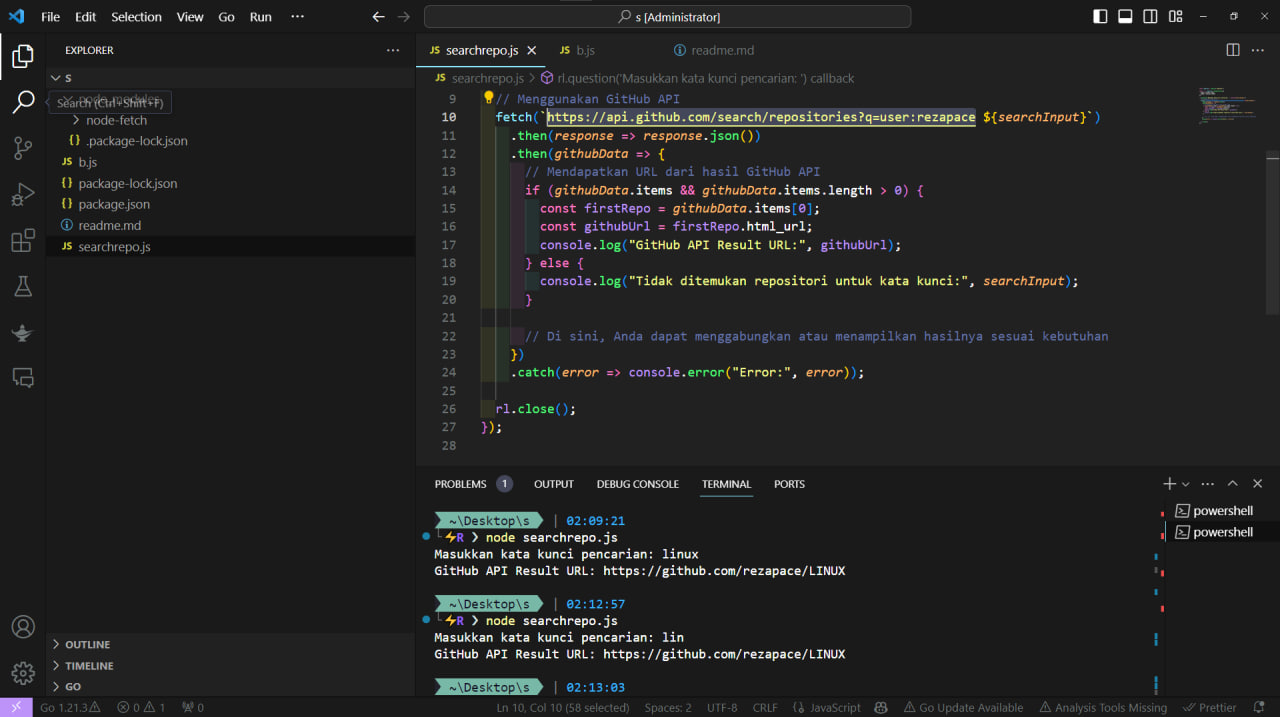 File Edit Selection View Go Run ··· s [Administrator]
EXPLORER ···
S
node_modules
Search (Ctrl+Shift+F)
node-fetch
{} .package-lock.json
JS b.js
{} package-lock.json
{} package.json
readme.md
JS searchrepo.js
OUTLINE
TIMELINE
GO
JS searchrepo.js JS b.js readme.md
JS searchrepo.js > rl.question('Masukkan kata kunci pencarian: ') callback
9 // Menggunakan GitHub API
10 fetch(`https://api.github.com/search/repositories?q=user:rezapace ${searchInput}`)
11 .then(response => response.json())
12 .then(githubData => {
13 // Mendapatkan URL dari hasil GitHub API
14 if (githubData.items && githubData.items.length > 0) {
15 const firstRepo = githubData.items[0];
16 const githubUrl = firstRepo.html_url;
17 console.log("GitHub API Result URL:", githubUrl);
18 } else {
19 console.log("Tidak ditemukan repositori untuk kata kunci:", searchInput);
20 }
21
22 // Di sini, Anda dapat menggabungkan atau menampilkan hasilnya sesuai kebutuhan
23 })
24 .catch(error => console.error("Error:", error));
25
26 rl.close();
27 });
28
PROBLEMS 1 OUTPUT DEBUG CONSOLE TERMINAL PORTS
~\Desktop\s | 02:09:21
R ❯ node searchrepo.js
Masukkan kata kunci pencarian: linux
GitHub API Result URL: https://github.com/rezapace/LINUX
~\Desktop\s | 02:12:57
R ❯ node searchrepo.js
Masukkan kata kunci pencarian: lin
GitHub API Result URL: https://github.com/rezapace/LINUX
~\Desktop\s | 02:13:03
powershell
powershell
Go 1.21.3 0 1 0 Ln 10, Col 10 (58 selected) Spaces: 2 UTF-8 CRLF {} JavaScript Go Update Available Analysis Tools Missing Prettier